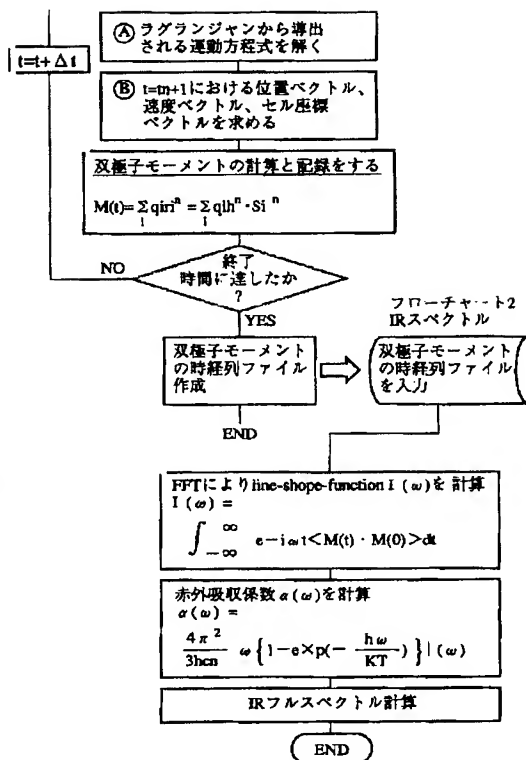 Ⓐ ラグランジャンから導出
される運動方程式を解く
t=t+Δt
Ⓑ t=tn+1における位置ベクトル、
速度ベクトル、セル座標
ベクトルを求める
双極子モーメントの計算と記録をする
M(t)=Σqiri^n = Σqih^n・Si^n
i i
終了
時間に達したか
?
NO
YES
双極子モーメント
の時経列ファイル
作成
END
フローチャート2
IRスペクトル
双極子モーメント
の時経列ファイル
を入力
FFTによりline-shope-function I (ω)を計算
I (ω) =
∫ ∞ -∞ e-iωt<M(t)・M(0)>dt
赤外吸収係数α(ω)を計算
α(ω) =
4π² / 3hcn ω{1-e×p(- hω / KT)}|(ω)
IRフルスペクトル計算
END